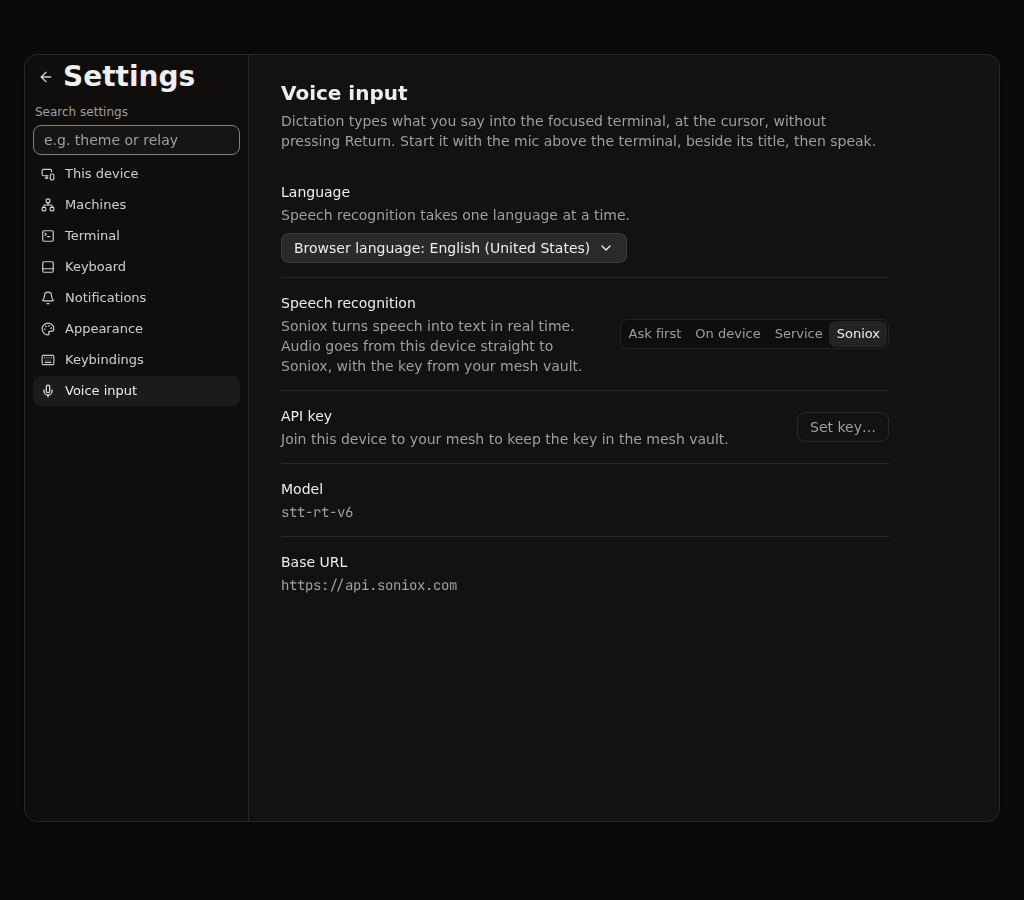 Settings
Search settings
e.g. theme or relay
This device
Machines
Terminal
Keyboard
Notifications
Appearance
Keybindings
Voice input
Voice input
Dictation types what you say into the focused terminal, at the cursor, without
pressing Return. Start it with the mic above the terminal, beside its title, then speak.
Language
Speech recognition takes one language at a time.
Browser language: English (United States)
Speech recognition
Soniox turns speech into text in real time.
Audio goes from this device straight to
Soniox, with the key from your mesh vault.
Ask first On device Service Soniox
API key
Join this device to your mesh to keep the key in the mesh vault.
Set key…
Model
stt-rt-v6
Base URL
https://api.soniox.com